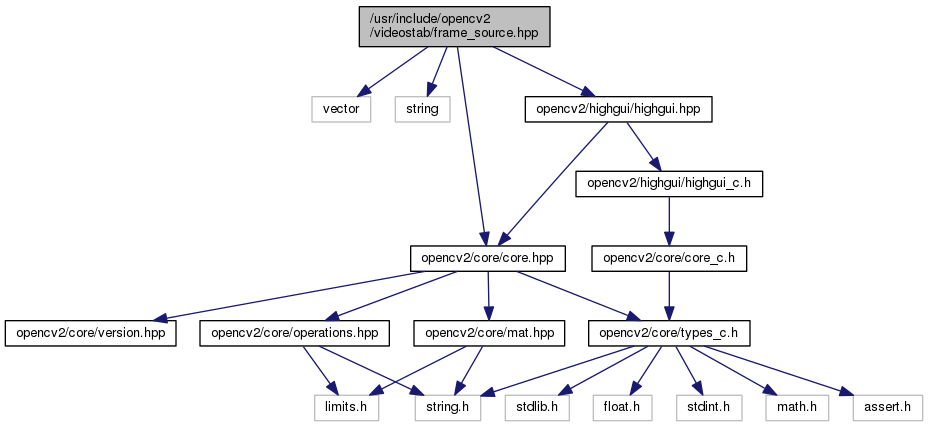 /usr/include/opencv2
/videostab/frame_source.hpp
vector
string
opencv2/highgui/highgui.hpp
opencv2/highgui/highgui_c.h
opencv2/core/core.hpp
opencv2/core/core_c.h
opencv2/core/version.hpp
opencv2/core/operations.hpp
opencv2/core/mat.hpp
opencv2/core/types_c.h
limits.h
string.h
stdlib.h
float.h
stdint.h
math.h
assert.h